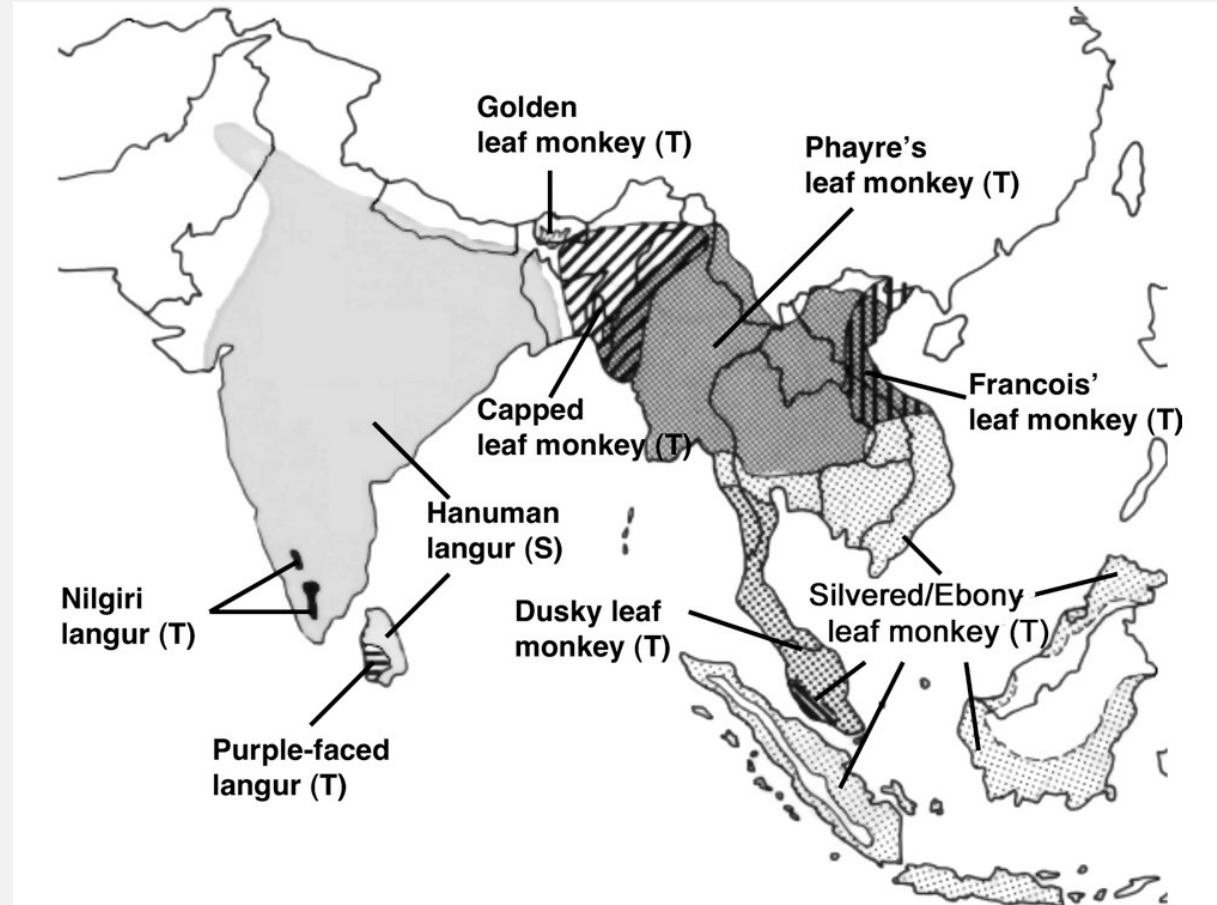 Golden
leaf monkey (T)
Phayre’s
leaf monkey (T)
Francois’
leaf monkey (T)
Capped
leaf monkey (T)
Hanuman
langur (S)
Nilgiri
langur (T)
Dusky leaf
monkey (T)
Silvered/Ebony
leaf monkey (T)
Purple-faced
langur (T)